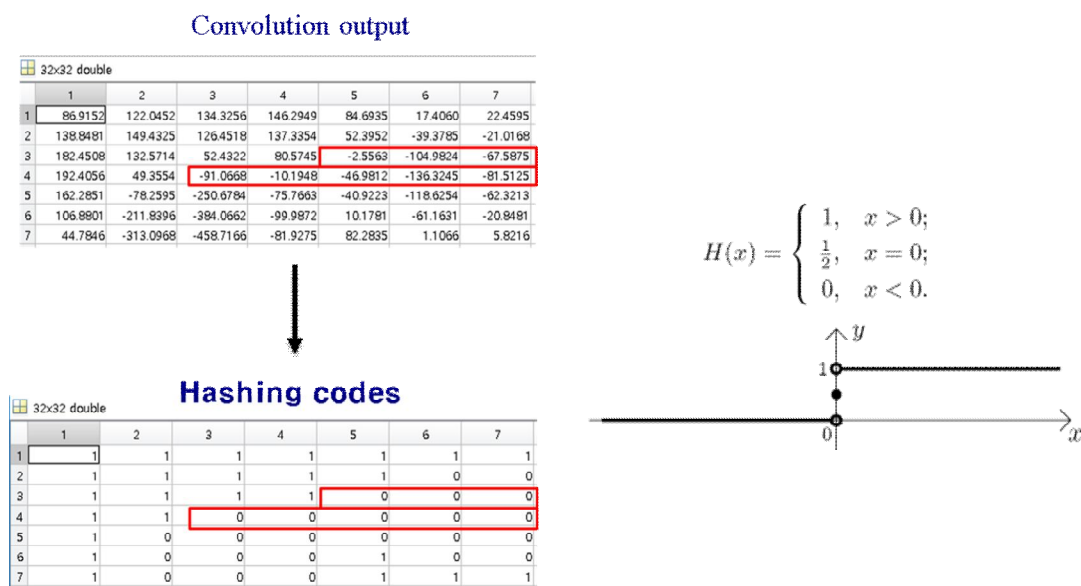 Convolution output
32x32 double
1 2 3 4 5 6 7
1 86.9152 122.0452 134.3256 146.2949 84.6935 17.4060 22.4595
2 138.8481 149.4325 126.4518 137.3354 52.3952 -39.3785 -21.0168
3 182.4508 132.5714 52.4322 80.5745 -2.5563 -104.9824 -67.5875
4 192.4056 49.3554 -91.0668 -10.1948 -46.9812 -136.3245 -81.5125
5 162.2851 -78.2595 -250.6784 -75.7663 -40.9223 -118.6254 -62.3213
6 106.8801 -211.8396 -384.0662 -99.9872 10.1781 -61.1631 -20.8481
7 44.7846 -313.0968 -458.7166 -81.9275 82.2835 1.1066 5.8216
Hashing codes
32x32 double
1 2 3 4 5 6 7
1 1 1 1 1 1 1 1
2 1 1 1 1 1 0 0
3 1 1 1 1 0 0 0
4 1 1 0 0 0 0 0
5 1 0 0 0 0 0 0
6 1 0 0 0 1 0 0
7 1 0 0 0 1 1 1
H(x) = { 1, x > 0;
1/2, x = 0;
0, x < 0.
y
1
0
x